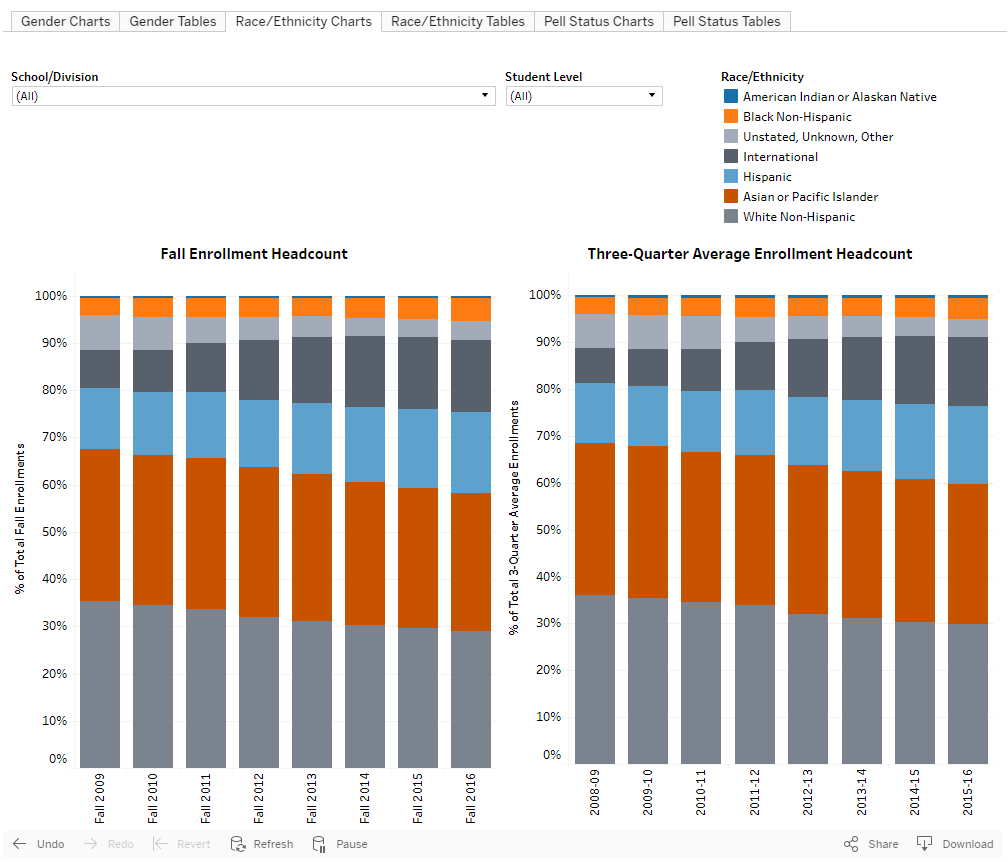 Gender Charts Gender Tables Race/Ethnicity Charts Race/Ethnicity Tables Pell Status Charts Pell Status Tables
School/Division
(All)
Student Level
(All)
Race/Ethnicity
American Indian or Alaskan Native
Black Non-Hispanic
Unstated, Unknown, Other
International
Hispanic
Asian or Pacific Islander
White Non-Hispanic
Fall Enrollment Headcount
% of Total Fall Enrollments
100%
90%
80%
70%
60%
50%
40%
30%
20%
10%
0%
Fall 2009
Fall 2010
Fall 2011
Fall 2012
Fall 2013
Fall 2014
Fall 2015
Fall 2016
Three-Quarter Average Enrollment Headcount
% of Total 3-Quarter Average Enrollments
100%
90%
80%
70%
60%
50%
40%
30%
20%
10%
0%
2008-09
2009-10
2010-11
2011-12
2012-13
2013-14
2014-15
2015-16
Undo Redo Revert Refresh Pause Share Download